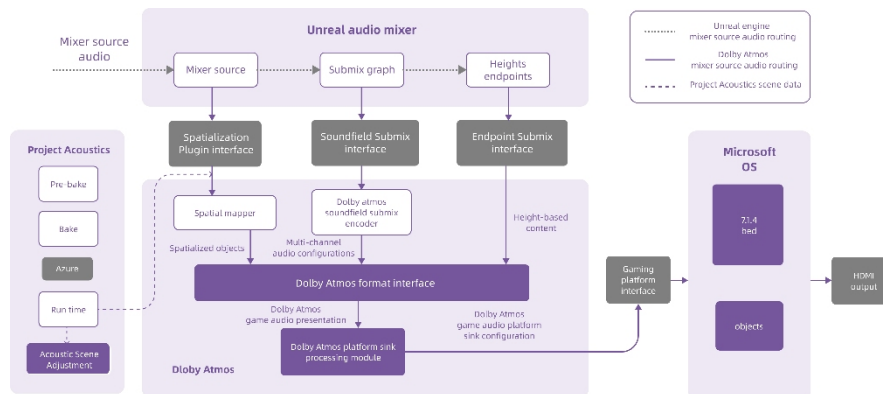 Unreal audio mixer
Mixer source
audio
Mixer source
Submix graph
Heights
endpoints
Unreal engine
mixer source audio routing
Dolby Atmos
mixer source audio routing
Project Acoustics scene data
Spatialization
Plugin interface
Soundfield Submix
interface
Endpoint Submix
interface
Project Acoustics
Pre-bake
Bake
Azure
Run time
Acoustic Scene
Adjustment
Spatial mapper
Dolby atmos
soundfield submix
encoder
Height-based
content
Spatialized objects
Multi-channel
audio configurations
Dolby Atmos format interface
Dolby Atmos
game audio presentation
Dolby Atmos
game audio platform
sink configuration
Dolby Atmos platform sink
processing module
Dloby Atmos
Gaming
platform
interface
Microsoft
OS
7.1.4
bed
objects
HDMI
output